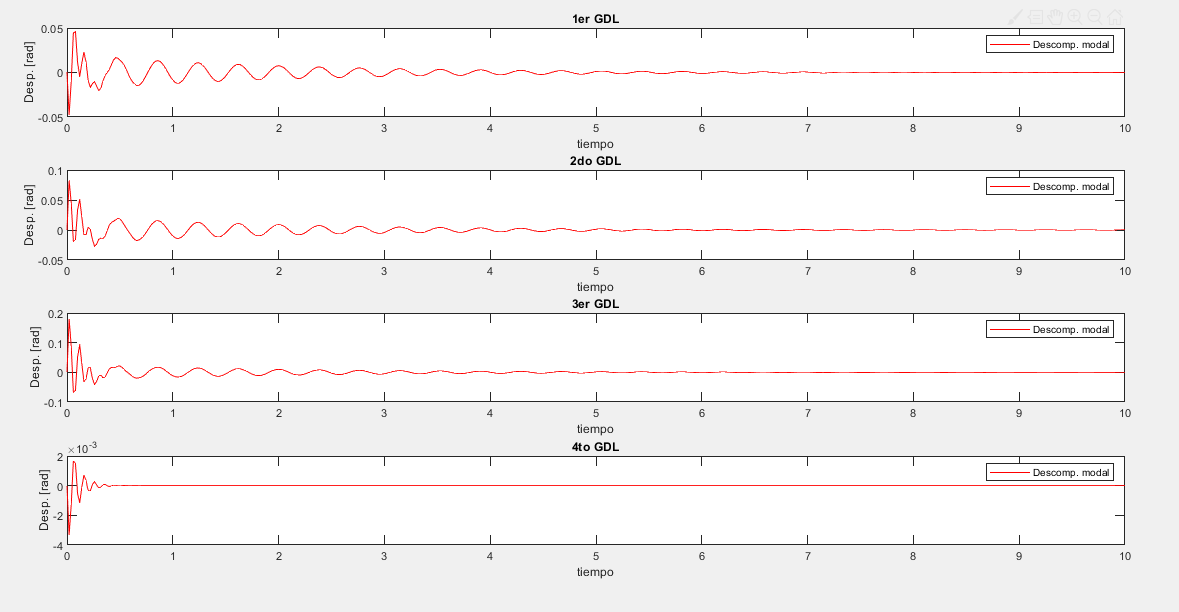 1er GDL
0.05
0
-0.05
Desp. [rad]
Descomp. modal
0 1 2 3 4 5 6 7 8 9 10
tiempo
2do GDL
0.1
0.05
0
-0.05
Desp. [rad]
Descomp. modal
0 1 2 3 4 5 6 7 8 9 10
tiempo
3er GDL
0.2
0.1
0
-0.1
Desp. [rad]
Descomp. modal
0 1 2 3 4 5 6 7 8 9 10
tiempo
4to GDL
×10⁻³
2
0
-2
-4
Desp. [rad]
Descomp. modal
0 1 2 3 4 5 6 7 8 9 10
tiempo